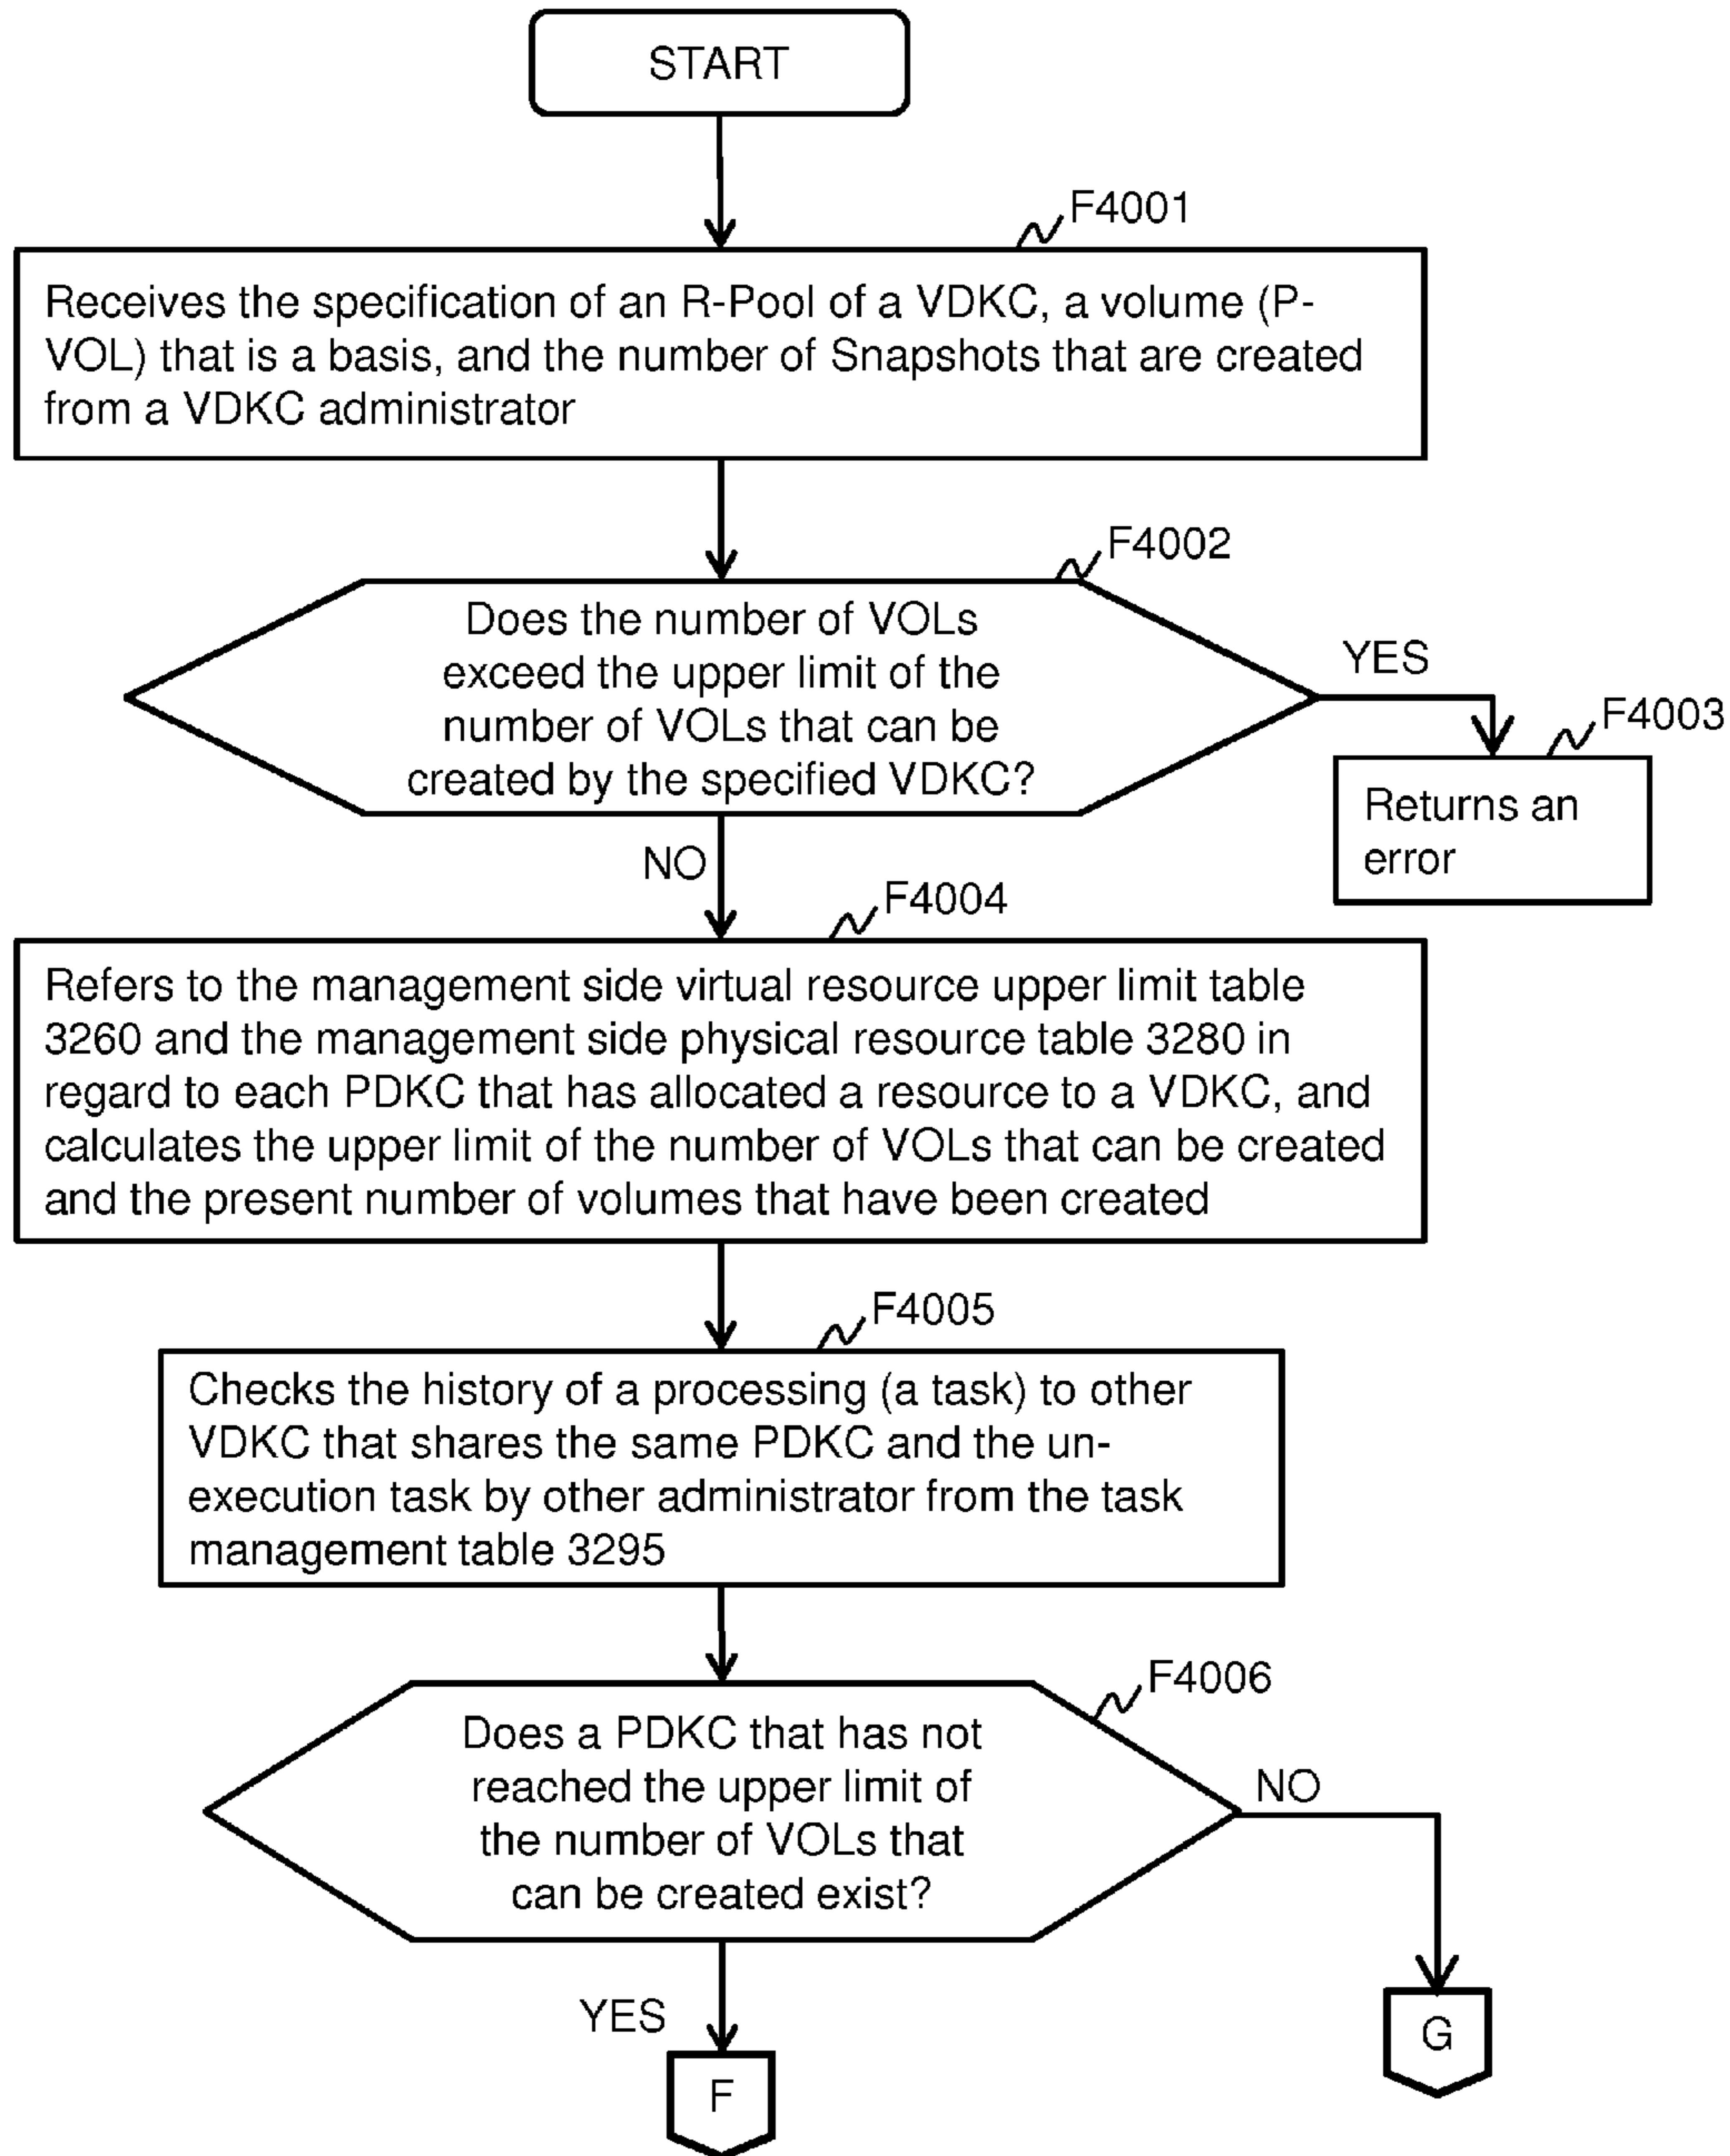 START
F4001
Receives the specification of an R-Pool of a VDKC, a volume (P-
VOL) that is a basis, and the number of Snapshots that are created
from a VDKC administrator
F4002
Does the number of VOLs
exceed the upper limit of the
number of VOLs that can be
created by the specified VDKC?
YES
F4003
Returns an
error
NO
F4004
Refers to the management side virtual resource upper limit table
3260 and the management side physical resource table 3280 in
regard to each PDKC that has allocated a resource to a VDKC, and
calculates the upper limit of the number of VOLs that can be created
and the present number of volumes that have been created
F4005
Checks the history of a processing (a task) to other
VDKC that shares the same PDKC and the un-
execution task by other administrator from the task
management table 3295
F4006
Does a PDKC that has not
reached the upper limit of
the number of VOLs that
can be created exist?
NO
YES
G
F